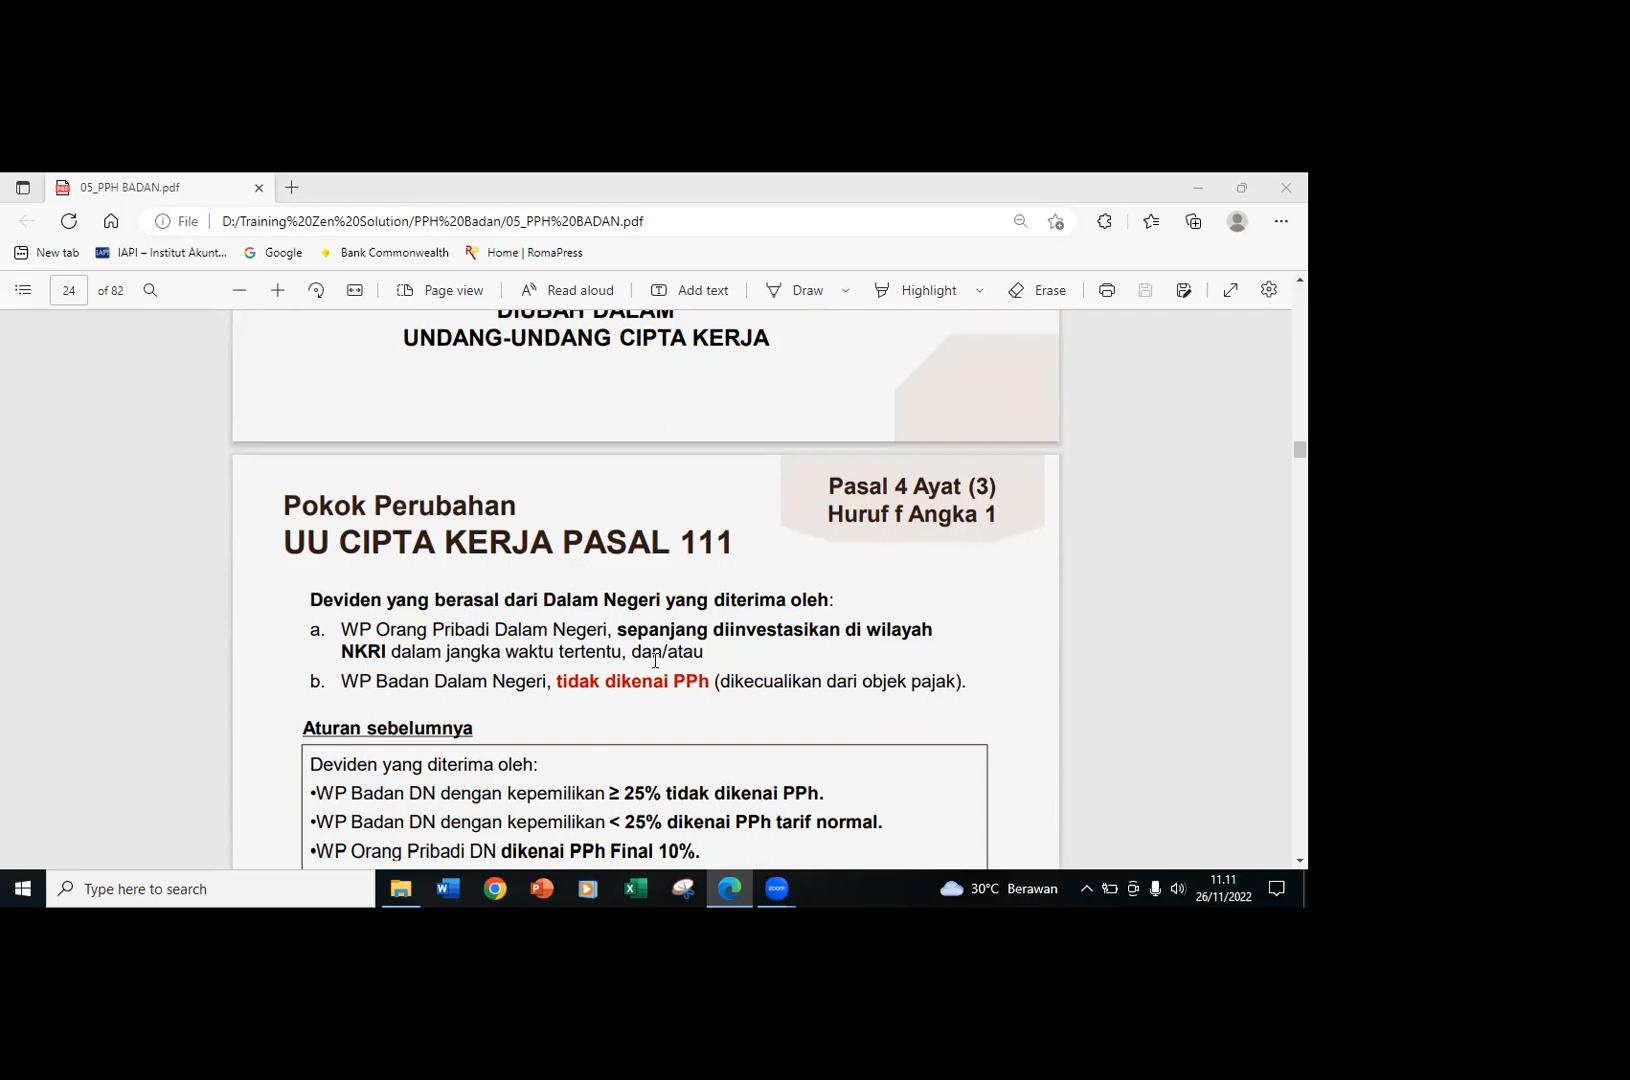 05_PPH BADAN.pdf
File
D:/Training%20Zen%20Solution/PPH%20Badan/05_PPH%20BADAN.pdf
New tab
IAPI – Institut Akunt...
Google
Bank Commonwealth
Home | RomaPress
24 of 82
Page view
Read aloud
Add text
Draw
Highlight
Erase
DIUBAH DALAM
UNDANG-UNDANG CIPTA KERJA
Pasal 4 Ayat (3)
Huruf f Angka 1
Pokok Perubahan
UU CIPTA KERJA PASAL 111
Deviden yang berasal dari Dalam Negeri yang diterima oleh:
a. WP Orang Pribadi Dalam Negeri, sepanjang diinvestasikan di wilayah
NKRI dalam jangka waktu tertentu, dan/atau
b. WP Badan Dalam Negeri, tidak dikenai PPh (dikecualikan dari objek pajak).
Aturan sebelumnya
Deviden yang diterima oleh:
•WP Badan DN dengan kepemilikan ≥ 25% tidak dikenai PPh.
•WP Badan DN dengan kepemilikan < 25% dikenai PPh tarif normal.
•WP Orang Pribadi DN dikenai PPh Final 10%.
Type here to search
30°C Berawan
11.11
26/11/2022